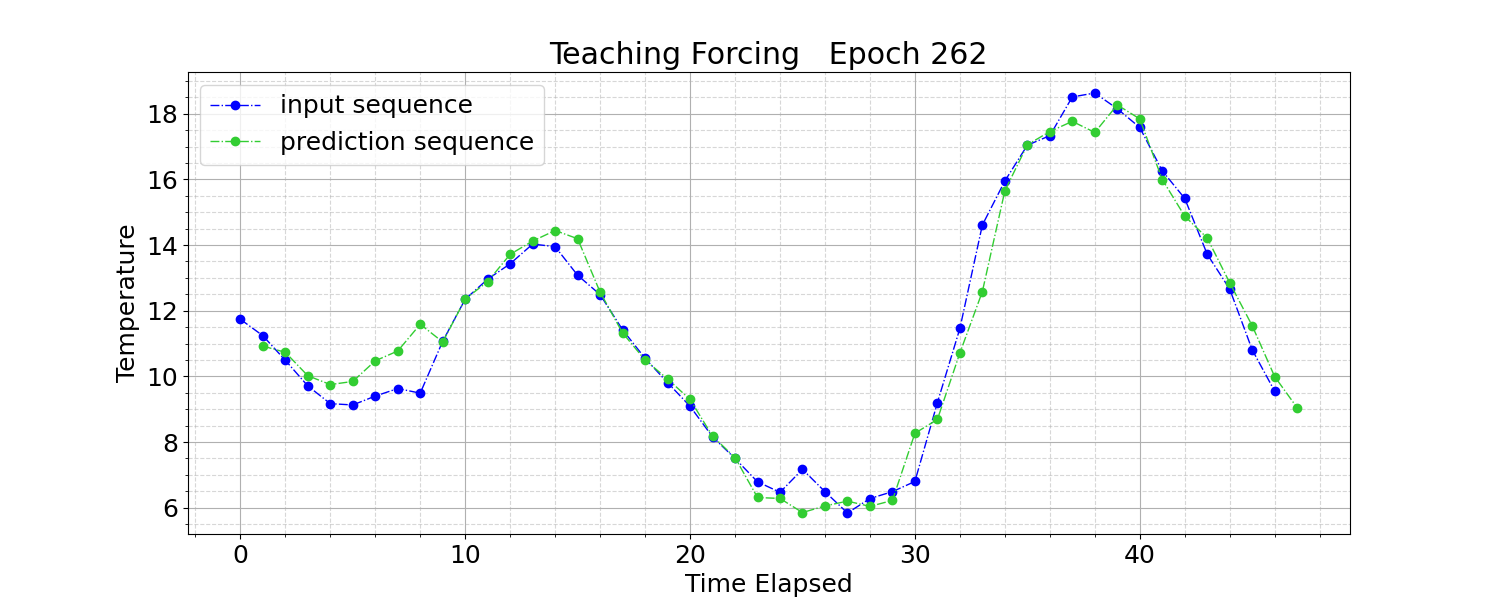 Teaching Forcing   Epoch 262
input sequence
prediction sequence
18
16
14
12
10
8
6
Temperature
0 10 20 30 40
Time Elapsed